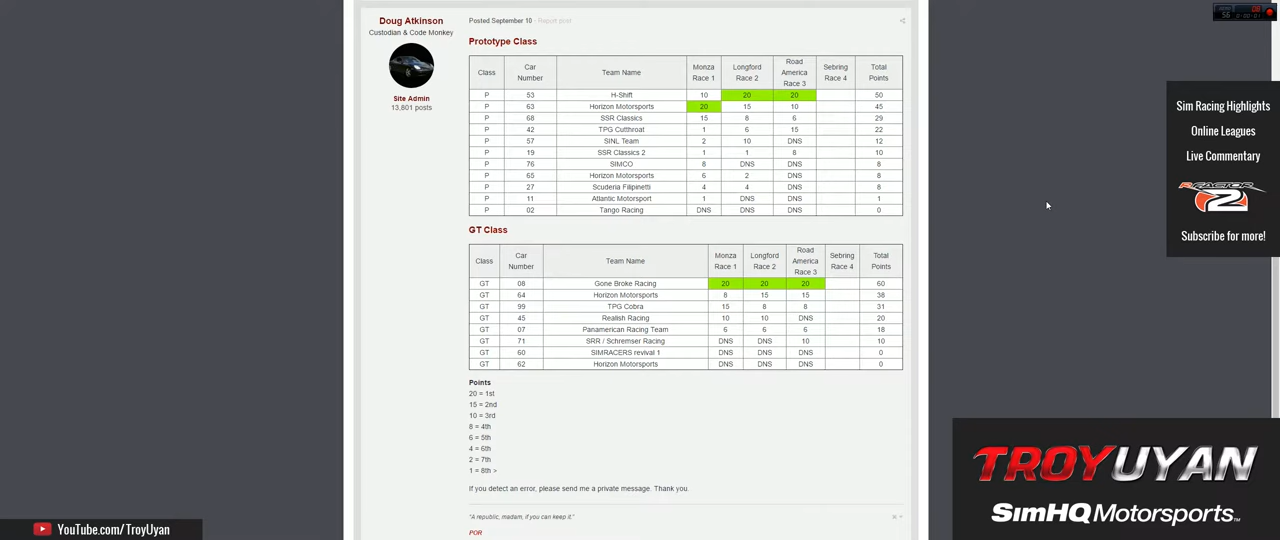 Doug Atkinson
Custodian & Code Monkey
Site Admin
13,801 posts
Posted September 10 · Report post
Prototype Class
Class Car Number Team Name Monza Race 1 Longford Race 2 Road America Race 3 Sebring Race 4 Total Points
P 53 H-Shift 10 20 20 50
P 63 Horizon Motorsports 20 15 10 45
P 68 SSR Classics 15 8 6 29
P 42 TPG Cutthroat 1 6 15 22
P 57 SINL Team 2 10 DNS 12
P 19 SSR Classics 2 1 1 8 10
P 76 SIMCO 8 DNS DNS 8
P 65 Horizon Motorsports 6 2 DNS 8
P 27 Scuderia Filipinetti 4 4 DNS 8
P 11 Atlantic Motorsport 1 DNS DNS 1
P 02 Tango Racing DNS DNS DNS 0
GT Class
Class Car Number Team Name Monza Race 1 Longford Race 2 Road America Race 3 Sebring Race 4 Total Points
GT 08 Gone Broke Racing 20 20 20 60
GT 64 Horizon Motorsports 8 15 15 38
GT 99 TPG Cobra 15 8 8 31
GT 45 Realish Racing 10 10 DNS 20
GT 07 Panamerican Racing Team 6 6 6 18
GT 71 SRR / Schremser Racing DNS DNS 10 10
GT 60 SIMRACERS revival 1 DNS DNS DNS 0
GT 62 Horizon Motorsports DNS DNS DNS 0
Points
20 = 1st
15 = 2nd
10 = 3rd
8 = 4th
6 = 5th
4 = 6th
2 = 7th
1 = 8th >
If you detect an error, please send me a private message. Thank you.
"A republic, madam, if you can keep it."
POR
Sim Racing Highlights
Online Leagues
Live Commentary
RFACTOR 2
Subscribe for more!
TROYUYAN
SimHQ Motorsports™
YouTube.com/TroyUyan